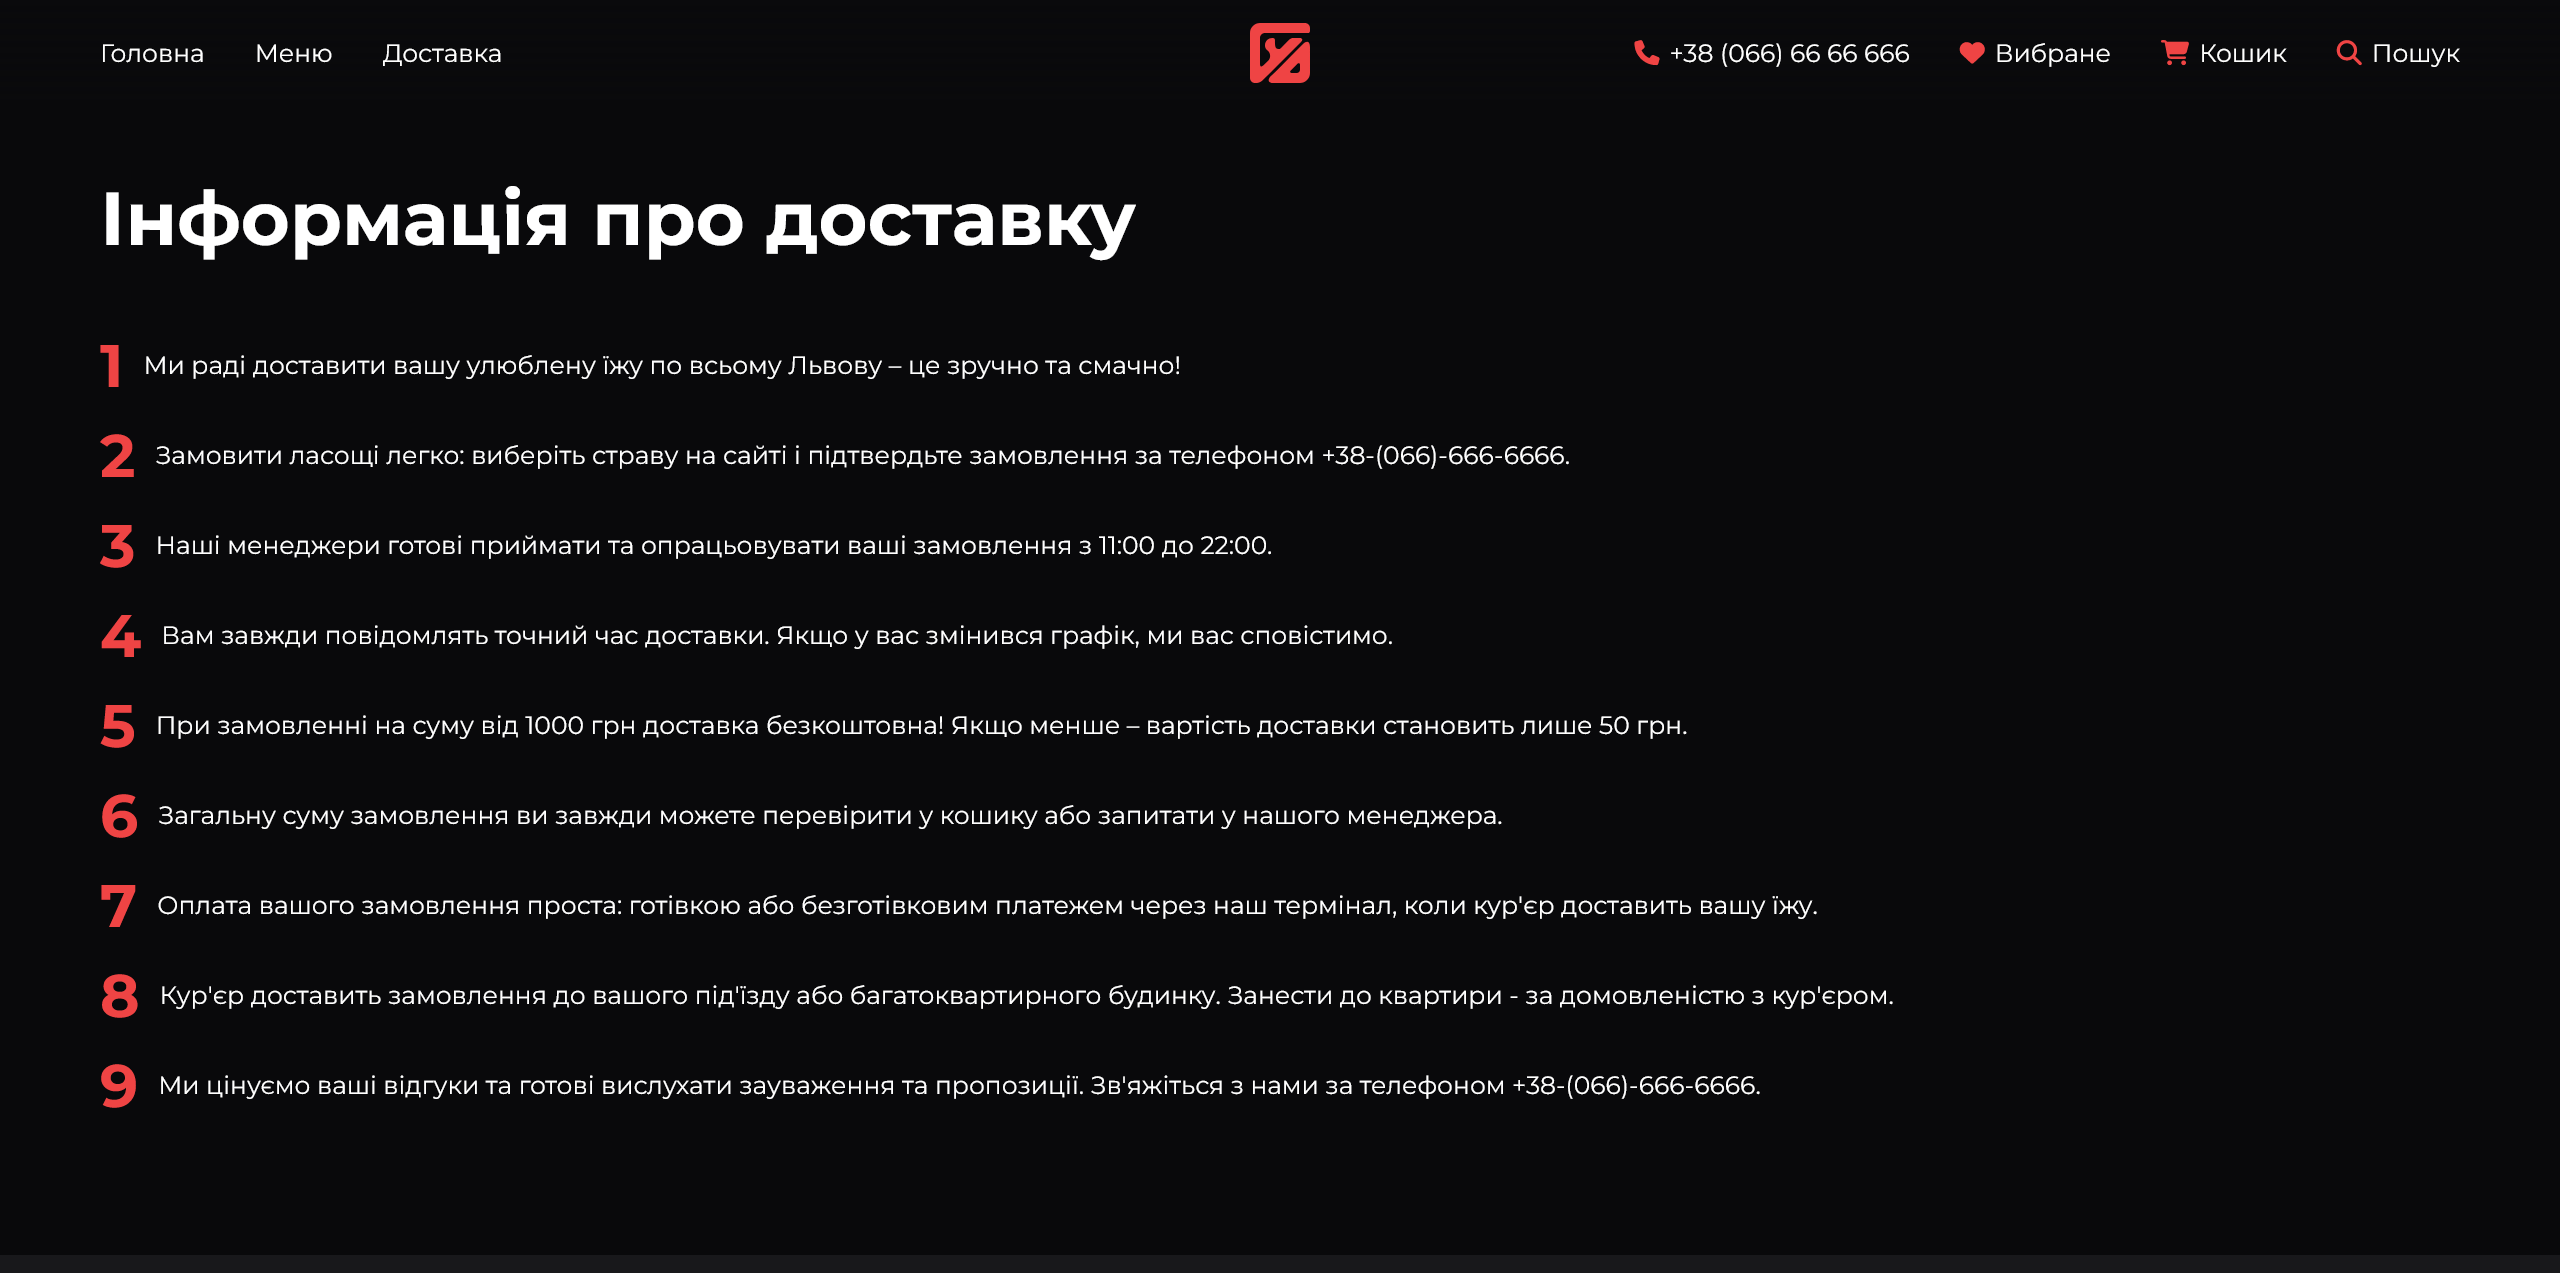 Головна Меню Доставка +38 (066) 66 66 666 Вибране Кошик Пошук
Інформація про доставку
1 Ми раді доставити вашу улюблену їжу по всьому Львову – це зручно та смачно!
2 Замовити ласощі легко: виберіть страву на сайті і підтвердьте замовлення за телефоном +38-(066)-666-6666.
3 Наші менеджери готові приймати та опрацьовувати ваші замовлення з 11:00 до 22:00.
4 Вам завжди повідомлять точний час доставки. Якщо у вас змінився графік, ми вас сповістимо.
5 При замовленні на суму від 1000 грн доставка безкоштовна! Якщо менше – вартість доставки становить лише 50 грн.
6 Загальну суму замовлення ви завжди можете перевірити у кошику або запитати у нашого менеджера.
7 Оплата вашого замовлення проста: готівкою або безготівковим платежем через наш термінал, коли кур'єр доставить вашу їжу.
8 Кур'єр доставить замовлення до вашого під'їзду або багатоквартирного будинку. Занести до квартири - за домовленістю з кур'єром.
9 Ми цінуємо ваші відгуки та готові вислухати зауваження та пропозиції. Зв'яжіться з нами за телефоном +38-(066)-666-6666.